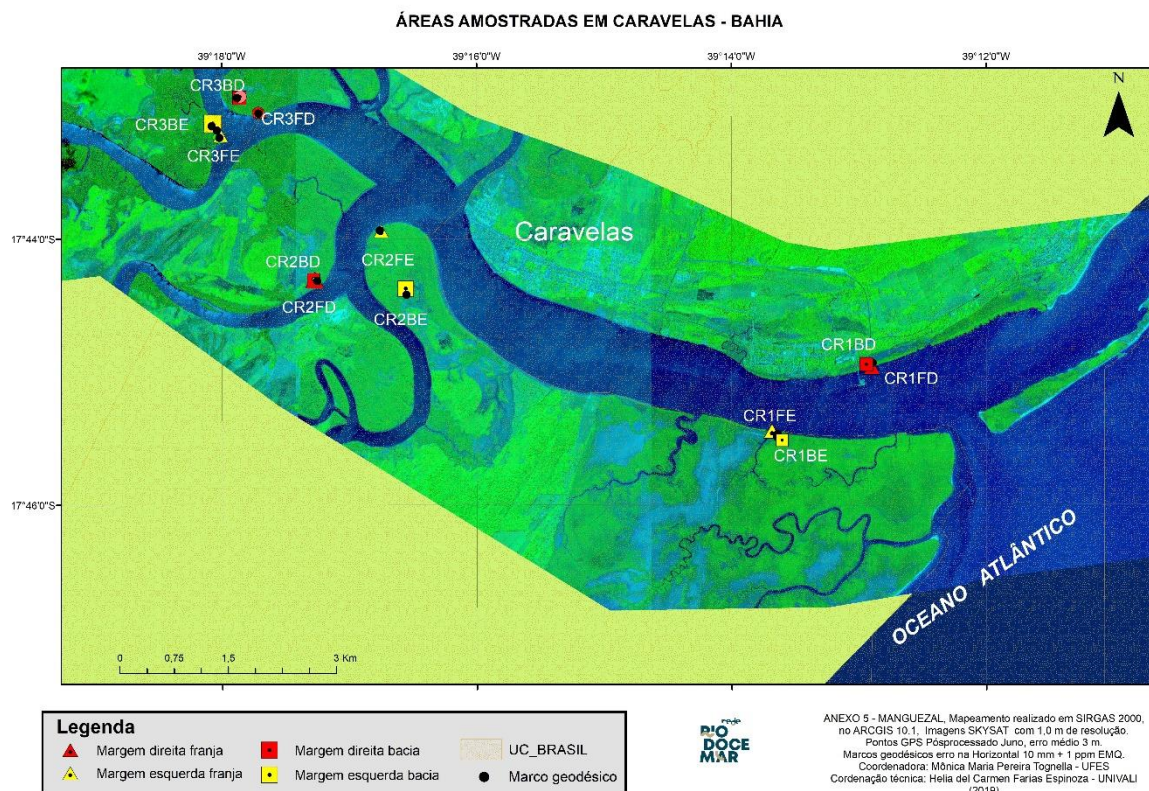 ÁREAS AMOSTRADAS EM CARAVELAS - BAHIA
39°18'0"W 39°16'0"W 39°14'0"W 39°12'0"W
N
CR3BD
CR3FD
CR3BE
CR3FE
17°44'0"S
Caravelas
CR2BD
CR2FE
CR2FD
CR2BE
CR1BD
CR1FD
CR1FE
CR1BE
17°46'0"S
OCEANO ATLÂNTICO
0 0,75 1,5 3 Km
Legenda
Margem direita franja Margem direita bacia UC_BRASIL
Margem esquerda franja Margem esquerda bacia Marco geodésico
rede
RIO
DOCE
MAR
ANEXO 5 - MANGUEZAL, Mapeamento realizado em SIRGAS 2000,
no ARCGIS 10.1, Imagens SKYSAT com 1,0 m de resolução.
Pontos GPS Pósprocessado Juno, erro médio 3 m.
Marcos geodésicos erro na Horizontal 10 mm + 1 ppm EMQ.
Coordenadora: Mônica Maria Pereira Tognella - UFES
Cordenação técnica: Helia del Carmen Farias Espinoza - UNIVALI
(2019)